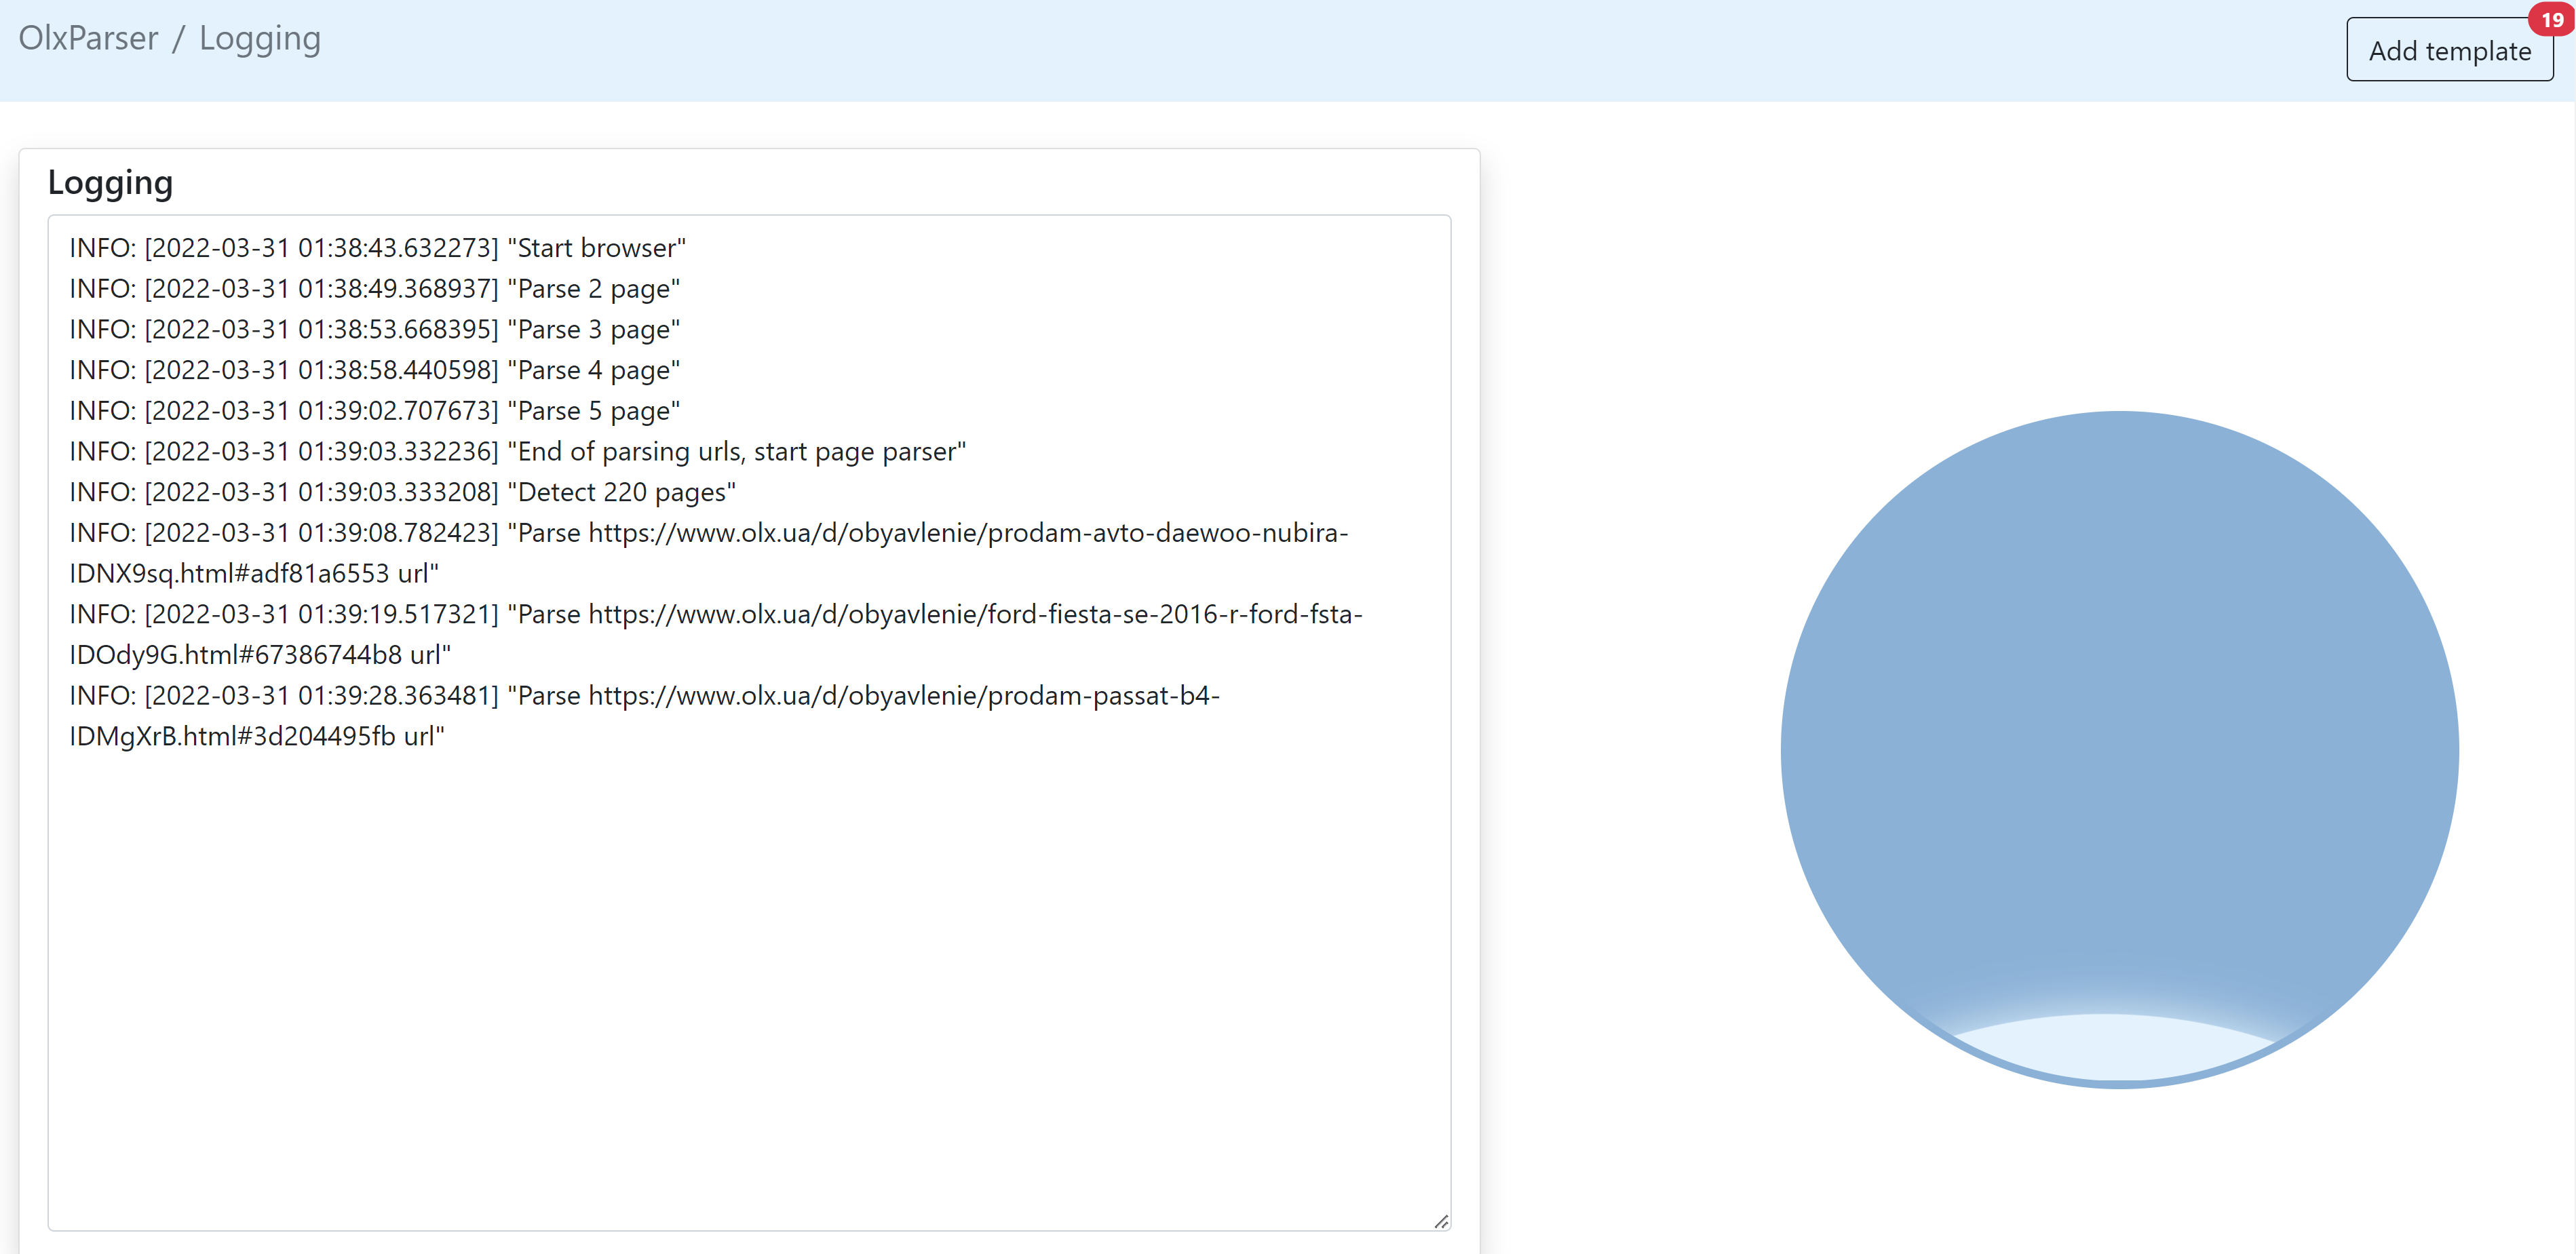 OlxParser / Logging
19
Add template
Logging
INFO: [2022-03-31 01:38:43.632273] "Start browser"
INFO: [2022-03-31 01:38:49.368937] "Parse 2 page"
INFO: [2022-03-31 01:38:53.668395] "Parse 3 page"
INFO: [2022-03-31 01:38:58.440598] "Parse 4 page"
INFO: [2022-03-31 01:39:02.707673] "Parse 5 page"
INFO: [2022-03-31 01:39:03.332236] "End of parsing urls, start page parser"
INFO: [2022-03-31 01:39:03.333208] "Detect 220 pages"
INFO: [2022-03-31 01:39:08.782423] "Parse https://www.olx.ua/d/obyavlenie/prodam-avto-daewoo-nubira-
IDNX9sq.html#adf81a6553 url"
INFO: [2022-03-31 01:39:19.517321] "Parse https://www.olx.ua/d/obyavlenie/ford-fiesta-se-2016-r-ford-fsta-
IDOdy9G.html#67386744b8 url"
INFO: [2022-03-31 01:39:28.363481] "Parse https://www.olx.ua/d/obyavlenie/prodam-passat-b4-
IDMgXrB.html#3d204495fb url"